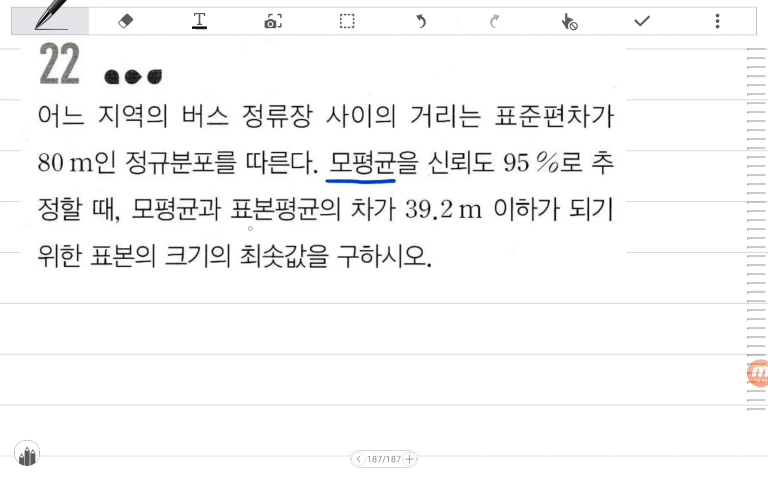 T
22
어느 지역의 버스 정류장 사이의 거리는 표준편차가
80 m인 정규분포를 따른다. 모평균을 신뢰도 95 %로 추
정할 때, 모평균과 표본평균의 차가 39.2 m 이하가 되기
위한 표본의 크기의 최솟값을 구하시오.
187/187